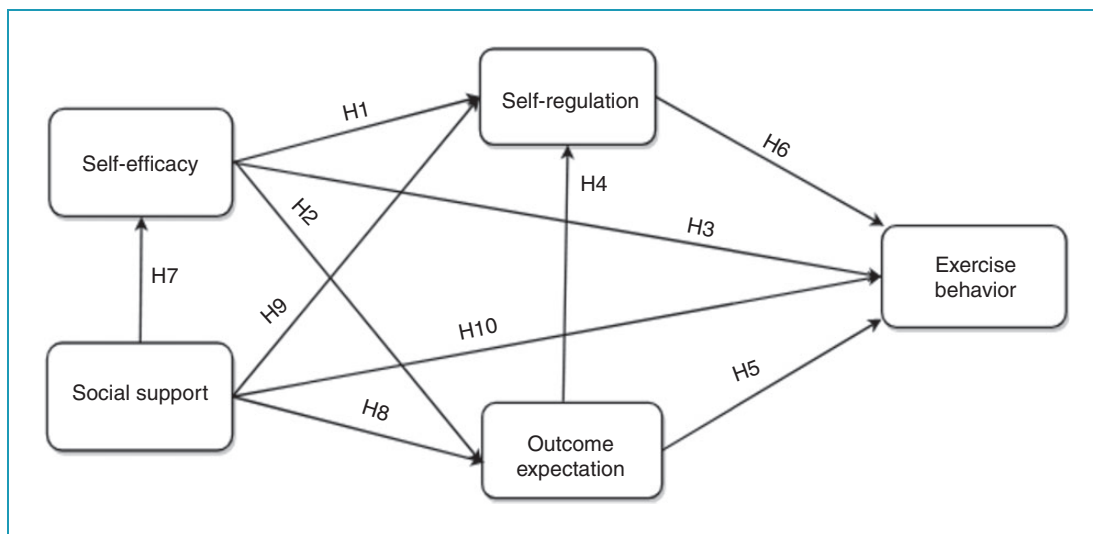 Self-regulation
H1
Self-efficacy
H6
H4
H2
H3
Exercise
behavior
H7
H9
H10
H5
Social support
H8
Outcome
expectation